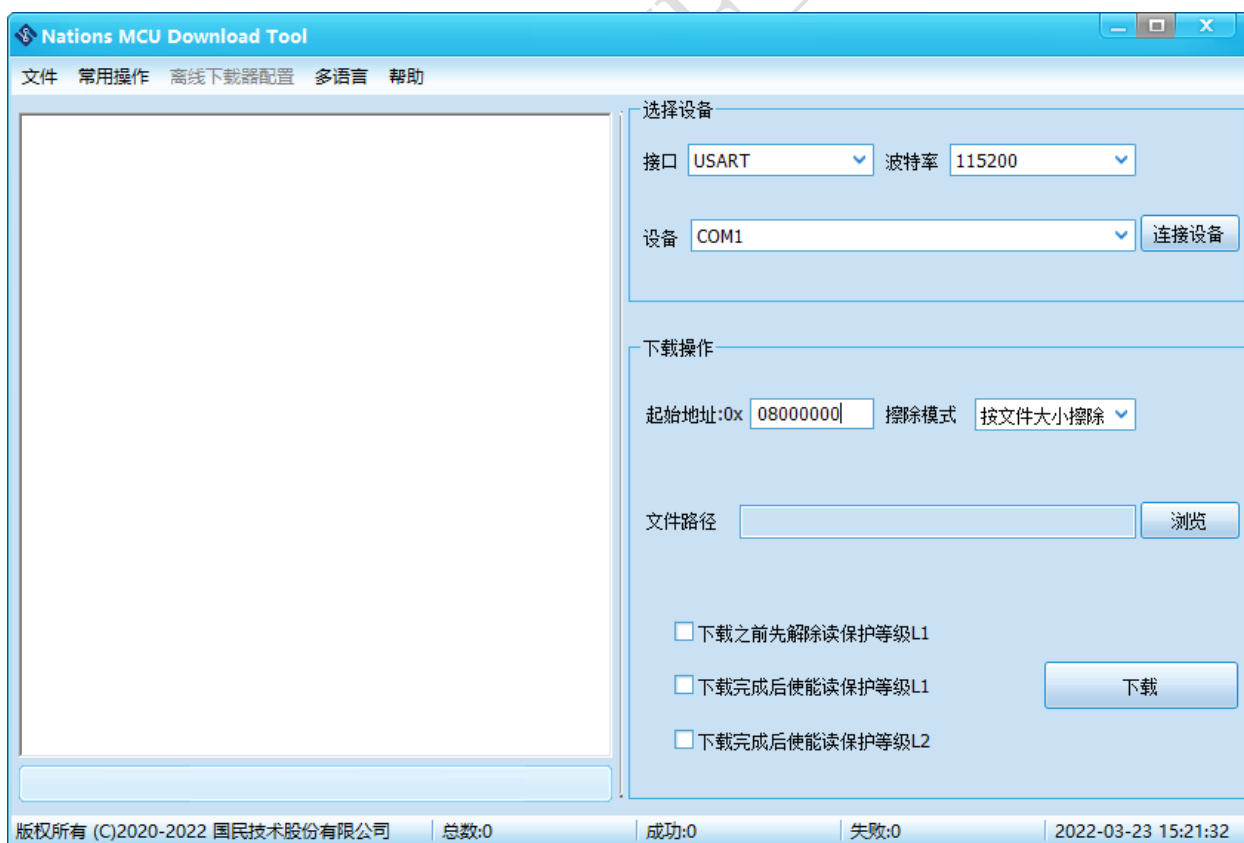 Nations MCU Download Tool
文件 常用操作 离线下载器配置 多语言 帮助
选择设备
接口 USART 波特率 115200
设备 COM1 连接设备
下载操作
起始地址:0x 08000000 擦除模式 按文件大小擦除
文件路径 浏览
下载之前先解除读保护等级L1
下载完成后使能读保护等级L1 下载
下载完成后使能读保护等级L2
版权所有 (C)2020-2022 国民技术股份有限公司 总数:0 成功:0 失败:0 2022-03-23 15:21:32